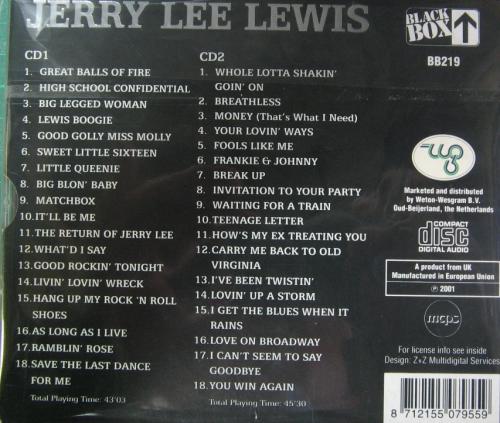 JERRY LEE LEWIS
BLACK
BOX
BB219
CD1
1. GREAT BALLS OF FIRE
2. HIGH SCHOOL CONFIDENTIAL
3. BIG LEGGED WOMAN
4. LEWIS BOOGIE
5. GOOD GOLLY MISS MOLLY
6. SWEET LITTLE SIXTEEN
7. LITTLE QUEENIE
8. BIG BLON' BABY
9. MATCHBOX
10.IT'LL BE ME
11.THE RETURN OF JERRY LEE
12.WHAT'D I SAY
13.GOOD ROCKIN' TONIGHT
14.LIVIN' LOVIN' WRECK
15.HANG UP MY ROCK 'N ROLL
SHOES
16.AS LONG AS I LIVE
17.RAMBLIN' ROSE
18.SAVE THE LAST DANCE
FOR ME
Total Playing Time: 43'03
CD2
1. WHOLE LOTTA SHAKIN'
GOIN' ON
2. BREATHLESS
3. MONEY (That's What I Need)
4. YOUR LOVIN' WAYS
5. FOOLS LIKE ME
6. FRANKIE & JOHNNY
7. BREAK UP
8. INVITATION TO YOUR PARTY
9. WAITING FOR A TRAIN
10.TEENAGE LETTER
11.HOW'S MY EX TREATING YOU
12.CARRY ME BACK TO OLD
VIRGINIA
13.I'VE BEEN TWISTIN'
14.LOVIN' UP A STORM
15.I GET THE BLUES WHEN IT
RAINS
16.LOVE ON BROADWAY
17.I CAN'T SEEM TO SAY
GOODBYE
18.YOU WIN AGAIN
Total Playing Time: 45'30
Marketed and distributed
by Weton-Wesgram B.V.
Oud-Beijerland, the Netherlands
COMPACT
disc
DIGITAL AUDIO
A product from UK
Manufactured in European Union
℗ 2001
mcps
For license info see inside
Design: Z+Z Multidigital Services
8 712155 079559